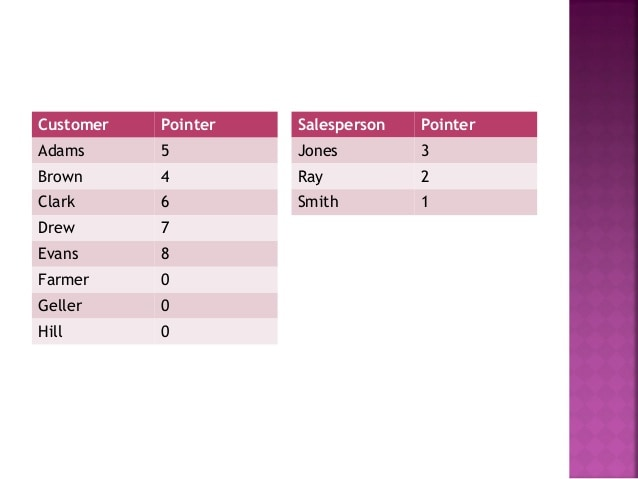 Customer Pointer
Adams 5
Brown 4
Clark 6
Drew 7
Evans 8
Farmer 0
Geller 0
Hill 0
Salesperson Pointer
Jones 3
Ray 2
Smith 1